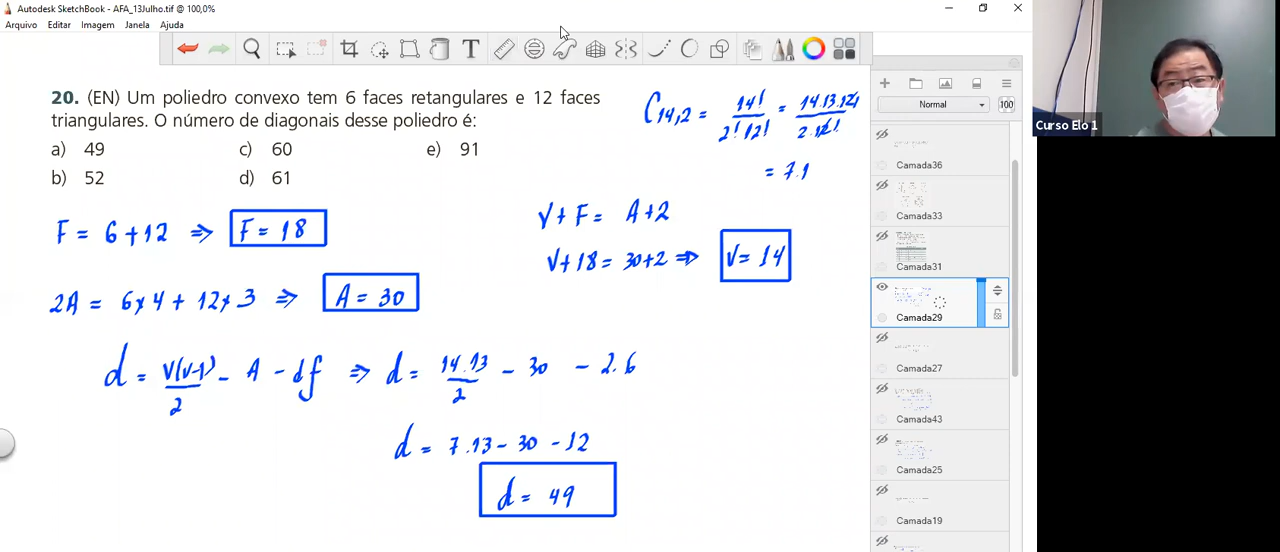 Autodesk SketchBook - AFA_13Julho.tif @ 100,0%
Arquivo Editar Imagem Janela Ajuda
20. (EN) Um poliedro convexo tem 6 faces retangulares e 12 faces
triangulares. O número de diagonais desse poliedro é:
a) 49 c) 60 e) 91
b) 52 d) 61
C14,2 = 14!/2!12! = 14.13.12!/2.12!
= 7.1
F = 6+12 ⇒ F = 18
V+F = A+2
V+18 = 30+2 ⇒ V = 14
2A = 6x4 + 12x3 ⇒ A = 30
d = V(V-1)/2 - A - df ⇒ d = 14.13/2 - 30 - 2.6
d = 7.13 - 30 - 12
d = 49
Normal 100
Camada36
Camada33
Camada31
Camada29
Camada27
Camada43
Camada25
Camada19
Curso Elo 1